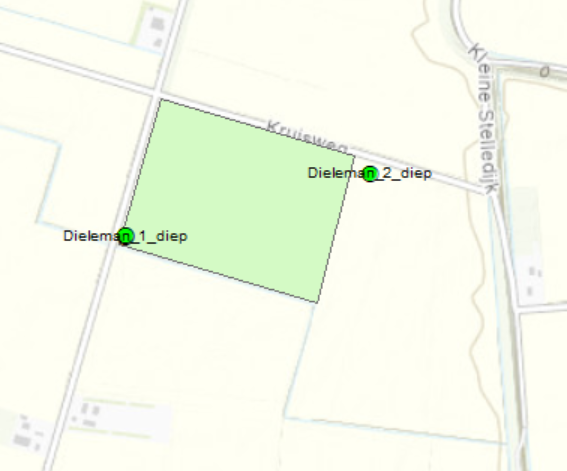 Kruisweg
Kleine Stelledijk
Dieleman_2_diep
Dieleman_1_diep